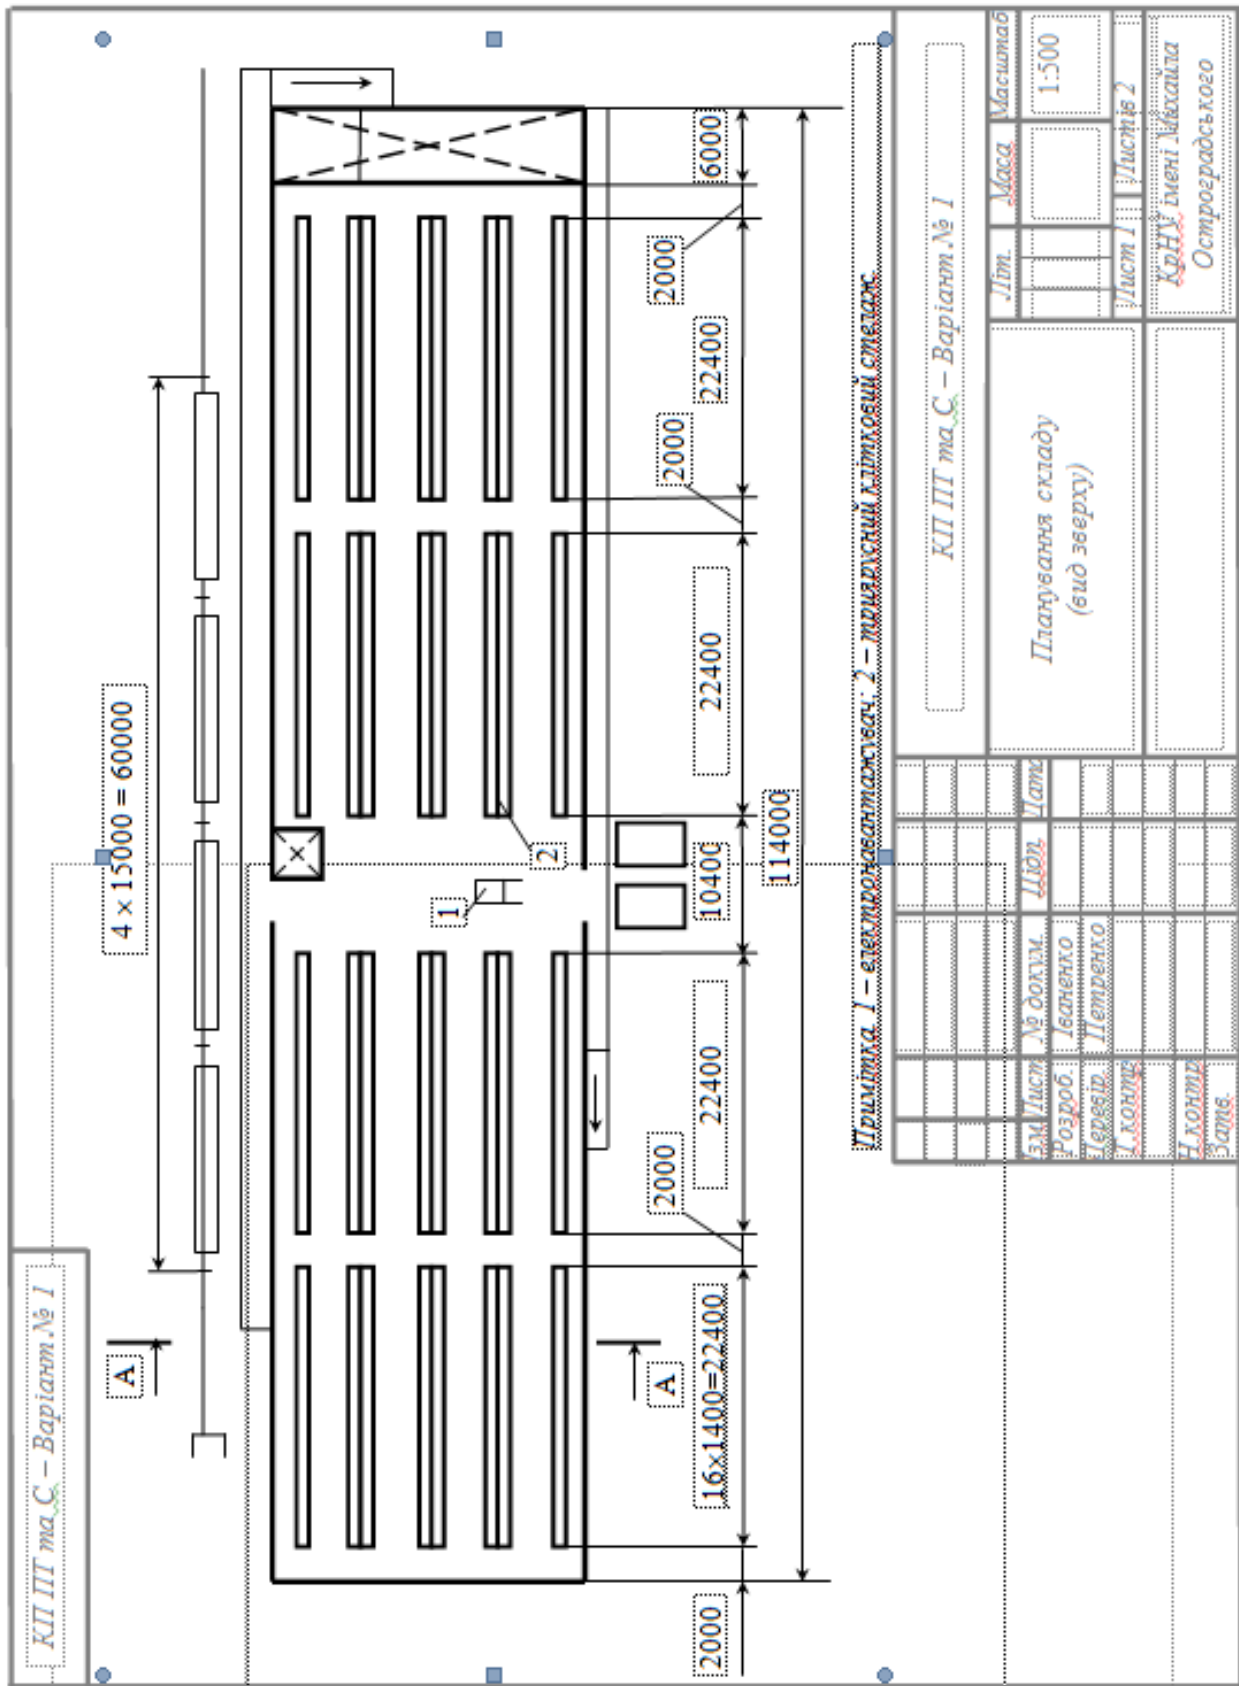 КП ПТ та С – Варіант № 1
4 × 15000 = 60000
А
А
1
2
2000
16×1400=22400
2000
22400
10400
22400
2000
22400
2000
6000
114000
Примітка. 1 – електронавантажувач; 2 – триярусний клітковий стелаж.
КП ПТ та С – Варіант № 1
Ізм.
Лист
№ докум.
Підп.
Дата
Розроб.
Іваненко
Перевір.
Петренко
Т.контр
Н.контр
Затв.
Планування складу
(вид зверху)
Літ.
Маса
Масштаб
1:500
Лист 1
Листів 2
КрНУ імені Михайла
Остроградського